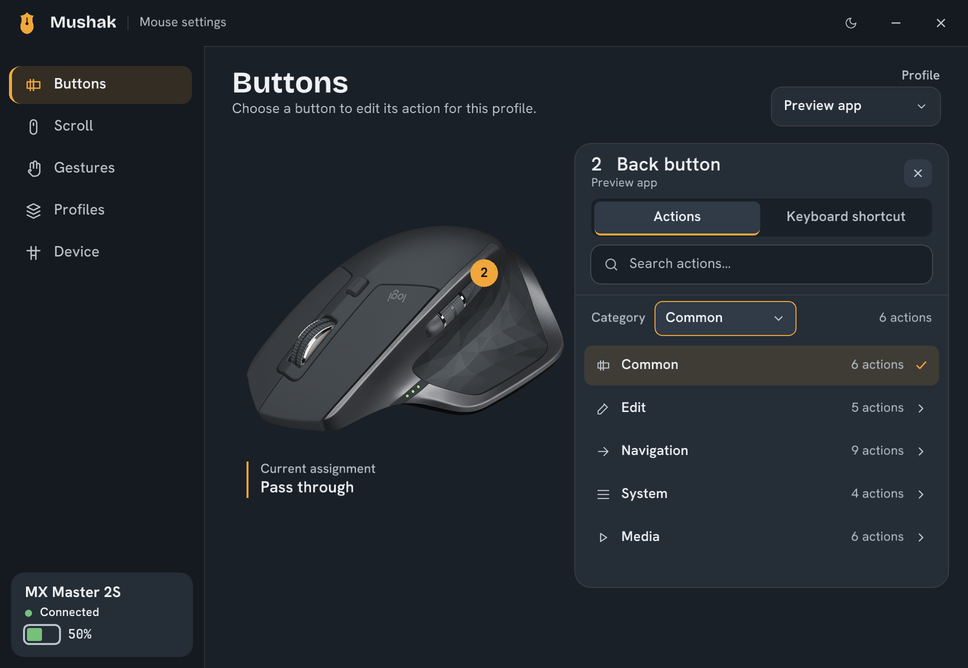 Mushak
Mouse settings
Buttons
Scroll
Gestures
Profiles
Device
MX Master 2S
Connected
50%
Buttons
Choose a button to edit its action for this profile.
Profile
Preview app
logi
2
Current assignment
Pass through
2 Back button
Preview app
Actions
Keyboard shortcut
Search actions...
Category
Common
6 actions
Common 6 actions
Edit 5 actions
Navigation 9 actions
System 4 actions
Media 6 actions